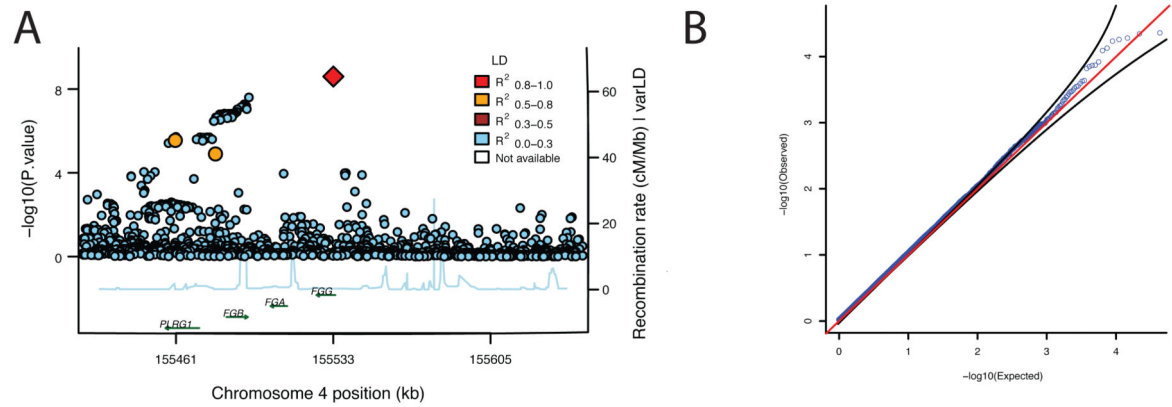 A
−log10(P.value)
8
4
0
LD
R² 0.8−1.0
R² 0.5−0.8
R² 0.3−0.5
R² 0.0−0.3
Not available
60
40
20
0
Recombination rate (cM/Mb) | varLD
FGG
FGA
FGB
PLRG1
155461
155533
155605
Chromosome 4 position (kb)
B
−log10(Observed)
4
3
2
1
0
0
1
2
3
4
−log10(Expected)